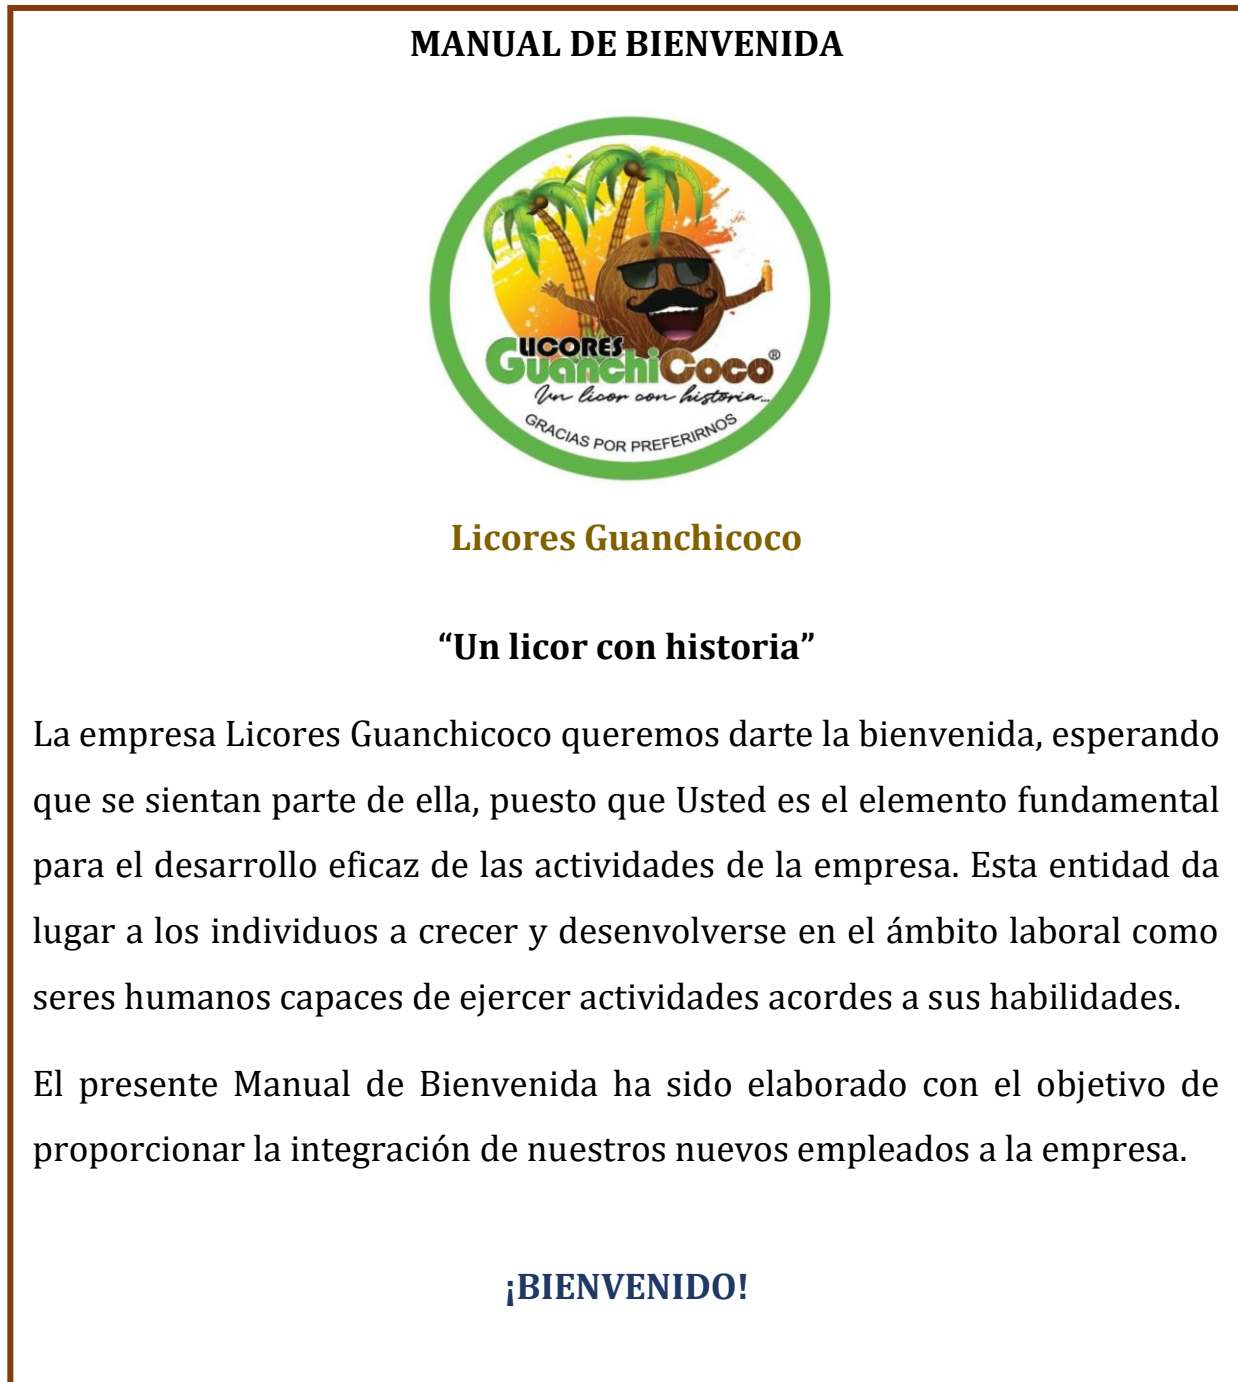 MANUAL DE BIENVENIDA
LICORES
GuanchiCoco®
Un licor con historia...
GRACIAS POR PREFERIRNOS
Licores Guanchicoco
“Un licor con historia”
La empresa Licores Guanchicoco queremos darte la bienvenida, esperando
que se sientan parte de ella, puesto que Usted es el elemento fundamental
para el desarrollo eficaz de las actividades de la empresa. Esta entidad da
lugar a los individuos a crecer y desenvolverse en el ámbito laboral como
seres humanos capaces de ejercer actividades acordes a sus habilidades.
El presente Manual de Bienvenida ha sido elaborado con el objetivo de
proporcionar la integración de nuestros nuevos empleados a la empresa.
¡BIENVENIDO!